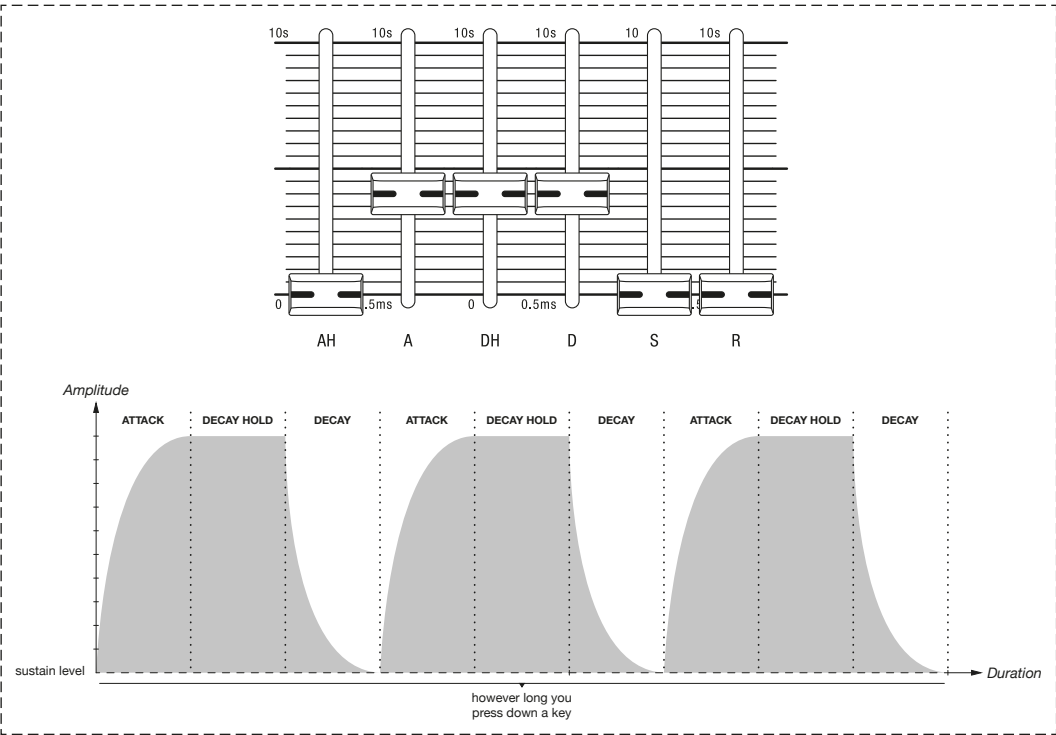 10s 10s 10s 10s 10 10s
0 .5ms 0 0.5ms .5
AH A DH D S R
Amplitude
ATTACK DECAY HOLD DECAY ATTACK DECAY HOLD DECAY ATTACK DECAY HOLD DECAY
sustain level
Duration
however long you
press down a key